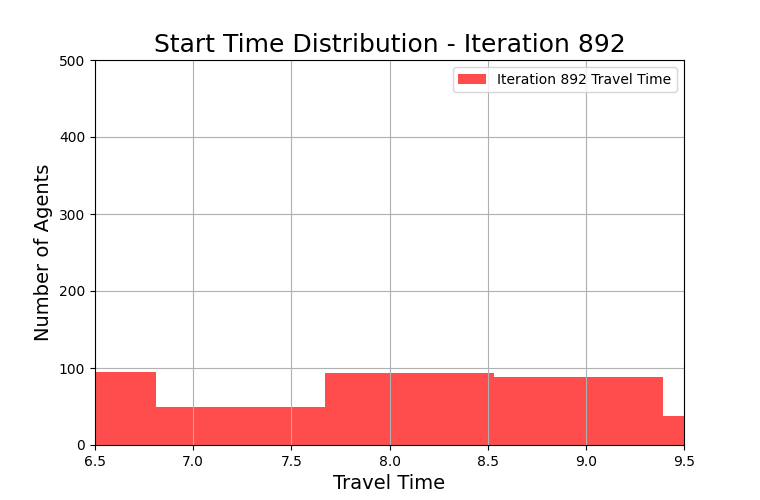 Start Time Distribution - Iteration 892
500
400
300
200
100
0
Number of Agents
Iteration 892 Travel Time
6.5 7.0 7.5 8.0 8.5 9.0 9.5
Travel Time